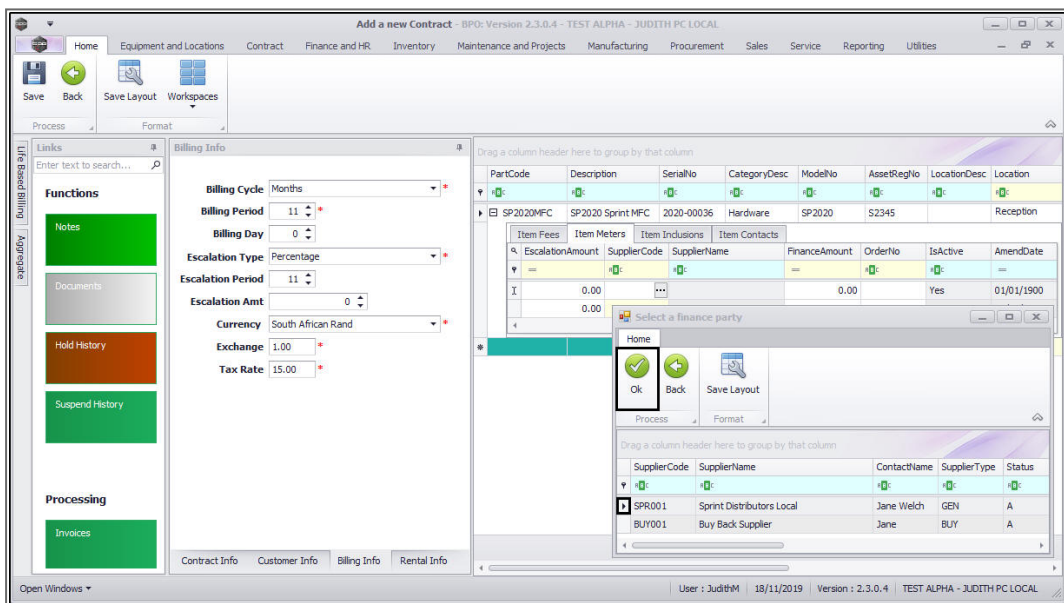 Add a new Contract - BPO: Version 2.3.0.4 - TEST ALPHA - JUDITH PC LOCAL
Home Equipment and Locations Contract Finance and HR Inventory Maintenance and Projects Manufacturing Procurement Sales Service Reporting Utilities
Save Back Save Layout Workspaces
Process Format
Life Based Billing
Aggregate
Links
Enter text to search...
Functions
Notes
Documents
Hold History
Suspend History
Processing
Invoices
Billing Info
Billing Cycle Months *
Billing Period 11 *
Billing Day 0
Escalation Type Percentage *
Escalation Period 11
Escalation Amt 0
Currency South African Rand *
Exchange 1.00 *
Tax Rate 15.00 *
Contract Info Customer Info Billing Info Rental Info
Drag a column header here to group by that column
PartCode Description SerialNo CategoryDesc ModelNo AssetRegNo LocationDesc Location
SP2020MFC SP2020 Sprint MFC 2020-00036 Hardware SP2020 S2345 Reception
Item Fees Item Meters Item Inclusions Item Contacts
EscalationAmount SupplierCode SupplierName FinanceAmount OrderNo IsActive AmendDate
= =  =
0.00 ... 0.00 Yes 01/01/1900
0.00
Select a finance party
Home
Ok Back Save Layout
Process Format
Drag a column header here to group by that column
SupplierCode SupplierName ContactName SupplierType Status
SPR001 Sprint Distributors Local Jane Welch GEN A
BUY001 Buy Back Supplier Jane BUY A
Open Windows User : JudithM 18/11/2019 Version : 2.3.0.4 TEST ALPHA - JUDITH PC LOCAL